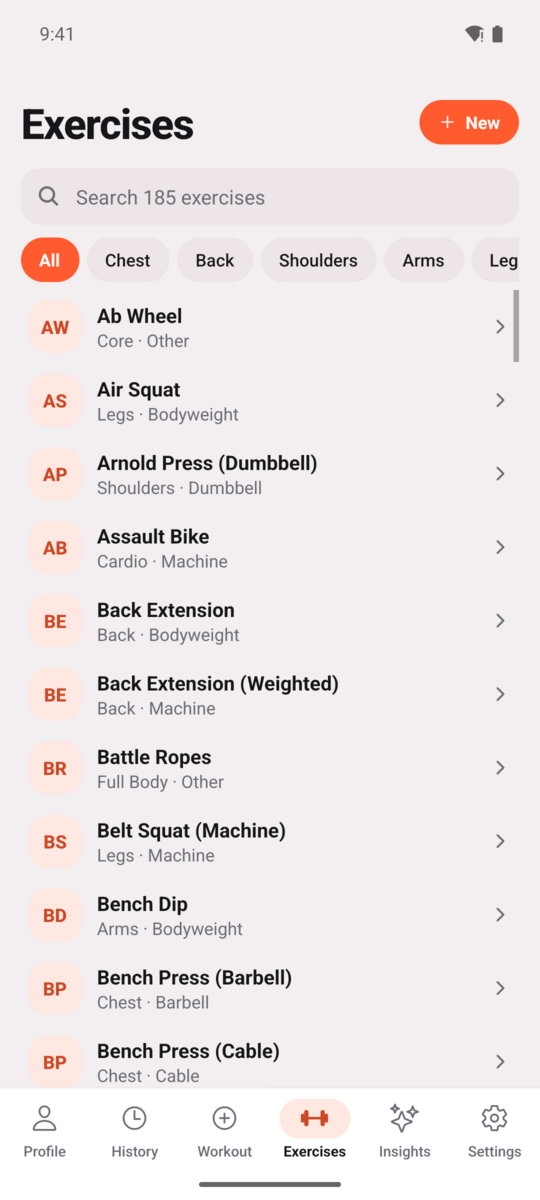 9:41
Exercises
+ New
Search 185 exercises
All
Chest
Back
Shoulders
Arms
Leg
AW
Ab Wheel
Core · Other
AS
Air Squat
Legs · Bodyweight
AP
Arnold Press (Dumbbell)
Shoulders · Dumbbell
AB
Assault Bike
Cardio · Machine
BE
Back Extension
Back · Bodyweight
BE
Back Extension (Weighted)
Back · Machine
BR
Battle Ropes
Full Body · Other
BS
Belt Squat (Machine)
Legs · Machine
BD
Bench Dip
Arms · Bodyweight
BP
Bench Press (Barbell)
Chest · Barbell
BP
Bench Press (Cable)
Chest · Cable
Profile
History
Workout
Exercises
Insights
Settings